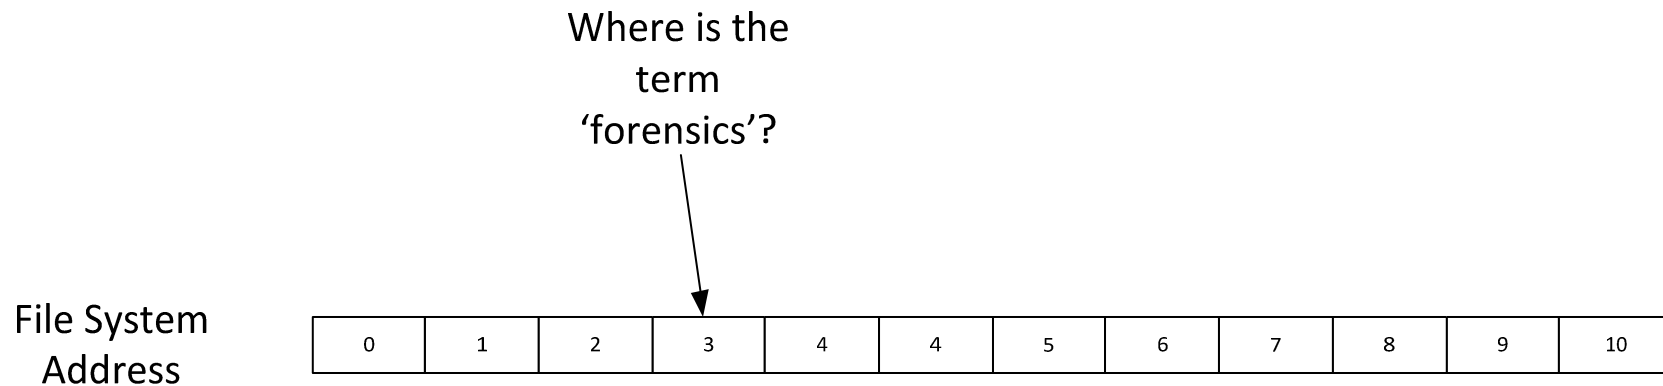 Where is the
term
‘forensics’?
File System
Address
0 1 2 3 4 4 5 6 7 8 9 10